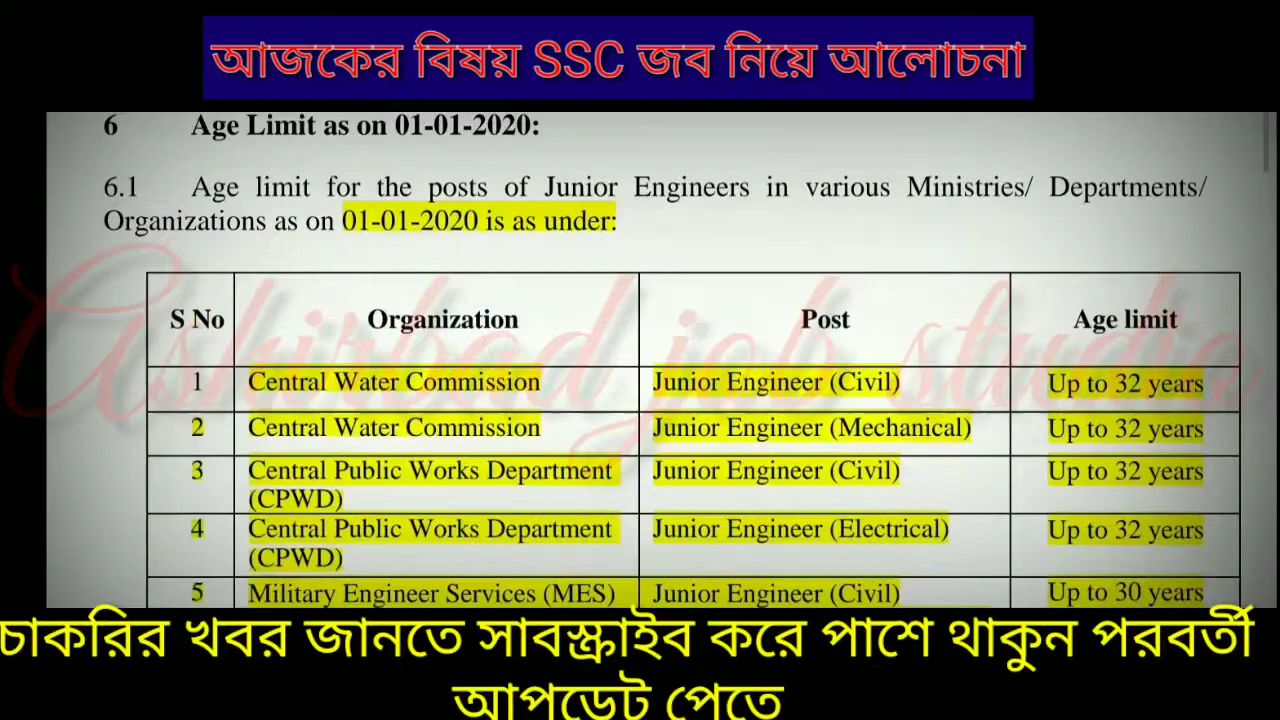 আজকের বিষয় SSC জব নিয়ে আলোচনা
6 Age Limit as on 01-01-2020:
6.1 Age limit for the posts of Junior Engineers in various Ministries/ Departments/
Organizations as on 01-01-2020 is as under:
S No Organization Post Age limit
1 Central Water Commission Junior Engineer (Civil) Up to 32 years
2 Central Water Commission Junior Engineer (Mechanical) Up to 32 years
3 Central Public Works Department Junior Engineer (Civil) Up to 32 years
(CPWD)
4 Central Public Works Department Junior Engineer (Electrical) Up to 32 years
(CPWD)
5 Military Engineer Services (MES) Junior Engineer (Civil) Up to 30 years
Ashirbad job studio
চাকরির খবর জানতে সাবস্ক্রাইব করে পাশে থাকুন পরবর্তী
আপডেট পেতে